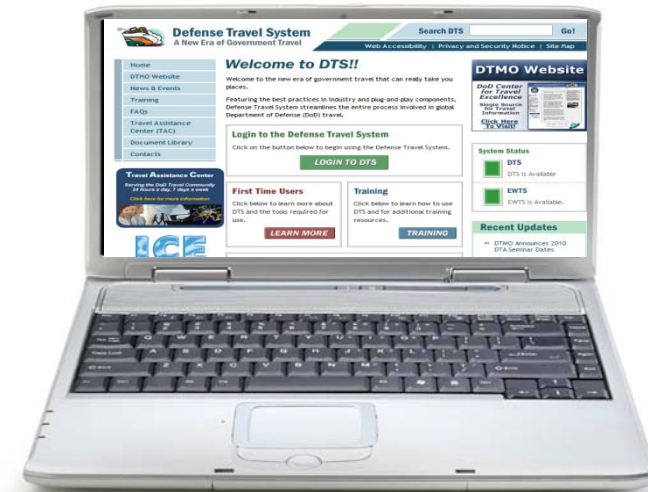 Defense Travel System
A New Era of Government Travel
Search DTS
Go!
Web Accessibility | Privacy and Security Notice | Site Map
Home
DTMO Website
News & Events
Training
FAQs
Travel Assistance
Center (TAC)
Document Library
Contacts
Travel Assistance Center
Serving the DoD Travel Community
24 hours a day, 7 days a week
Click here for more information
ICE
Welcome to DTS!!
Welcome to the new era of government travel that can really take you
places.
Featuring the best practices in industry and plug-and-play components,
Defense Travel System streamlines the entire process involved in global
Department of Defense (DoD) travel.
Login to the Defense Travel System
Click on the button below to begin using the Defense Travel System.
LOGIN TO DTS
First Time Users
Click below to learn more about
DTS and the tools required for
use.
LEARN MORE
Training
Click below to learn how to use
DTS and for additional training
resources.
TRAINING
DTMO Website
DoD Center
for Travel
Excellence
Single Source
for Travel
Information
Click Here
To Visit!
System Status
DTS
DTS is Available
EWTS
EWTS is Available.
Recent Updates
DTMO Announces 2010
DTA Seminar Dates